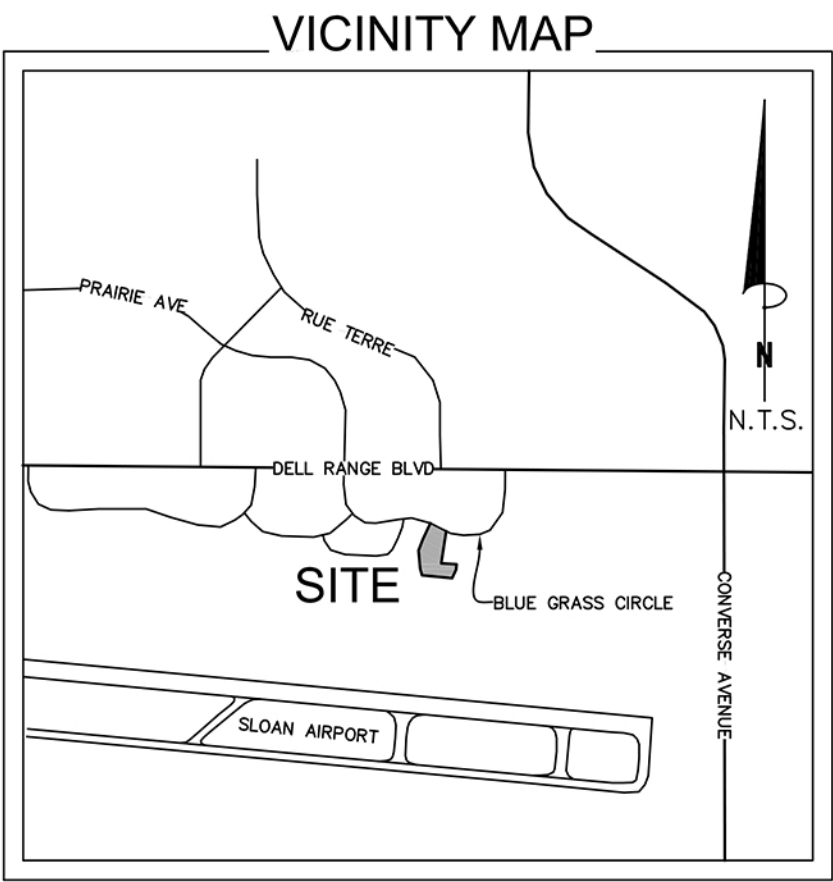 VICINITY MAP
PRAIRIE AVE
RUE TERRE
N
N.T.S.
DELL RANGE BLVD
SITE
BLUE GRASS CIRCLE
CONVERSE AVENUE
SLOAN AIRPORT